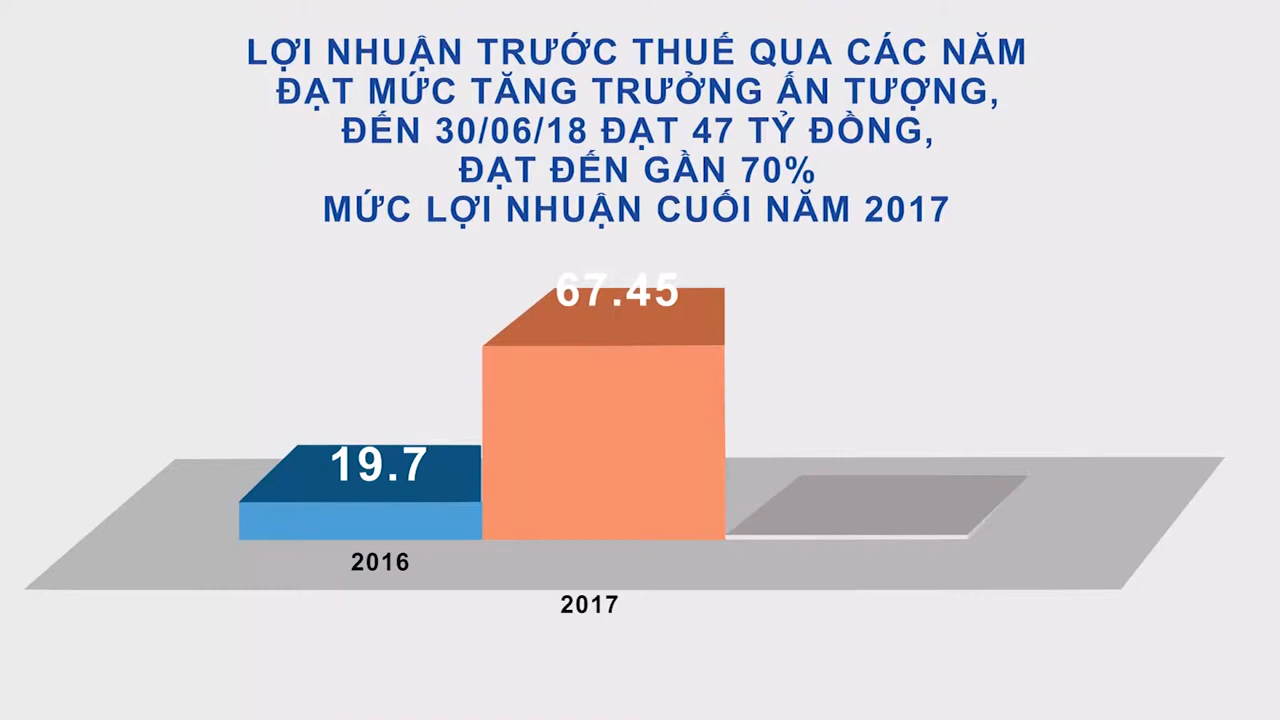 LỢI NHUẬN TRƯỚC THUẾ QUA CÁC NĂM
ĐẠT MỨC TĂNG TRƯỞNG ẤN TƯỢNG,
ĐẾN 30/06/18 ĐẠT 47 TỶ ĐỒNG,
ĐẠT ĐẾN GẦN 70%
MỨC LỢI NHUẬN CUỐI NĂM 2017
67.45
19.7
2016
2017